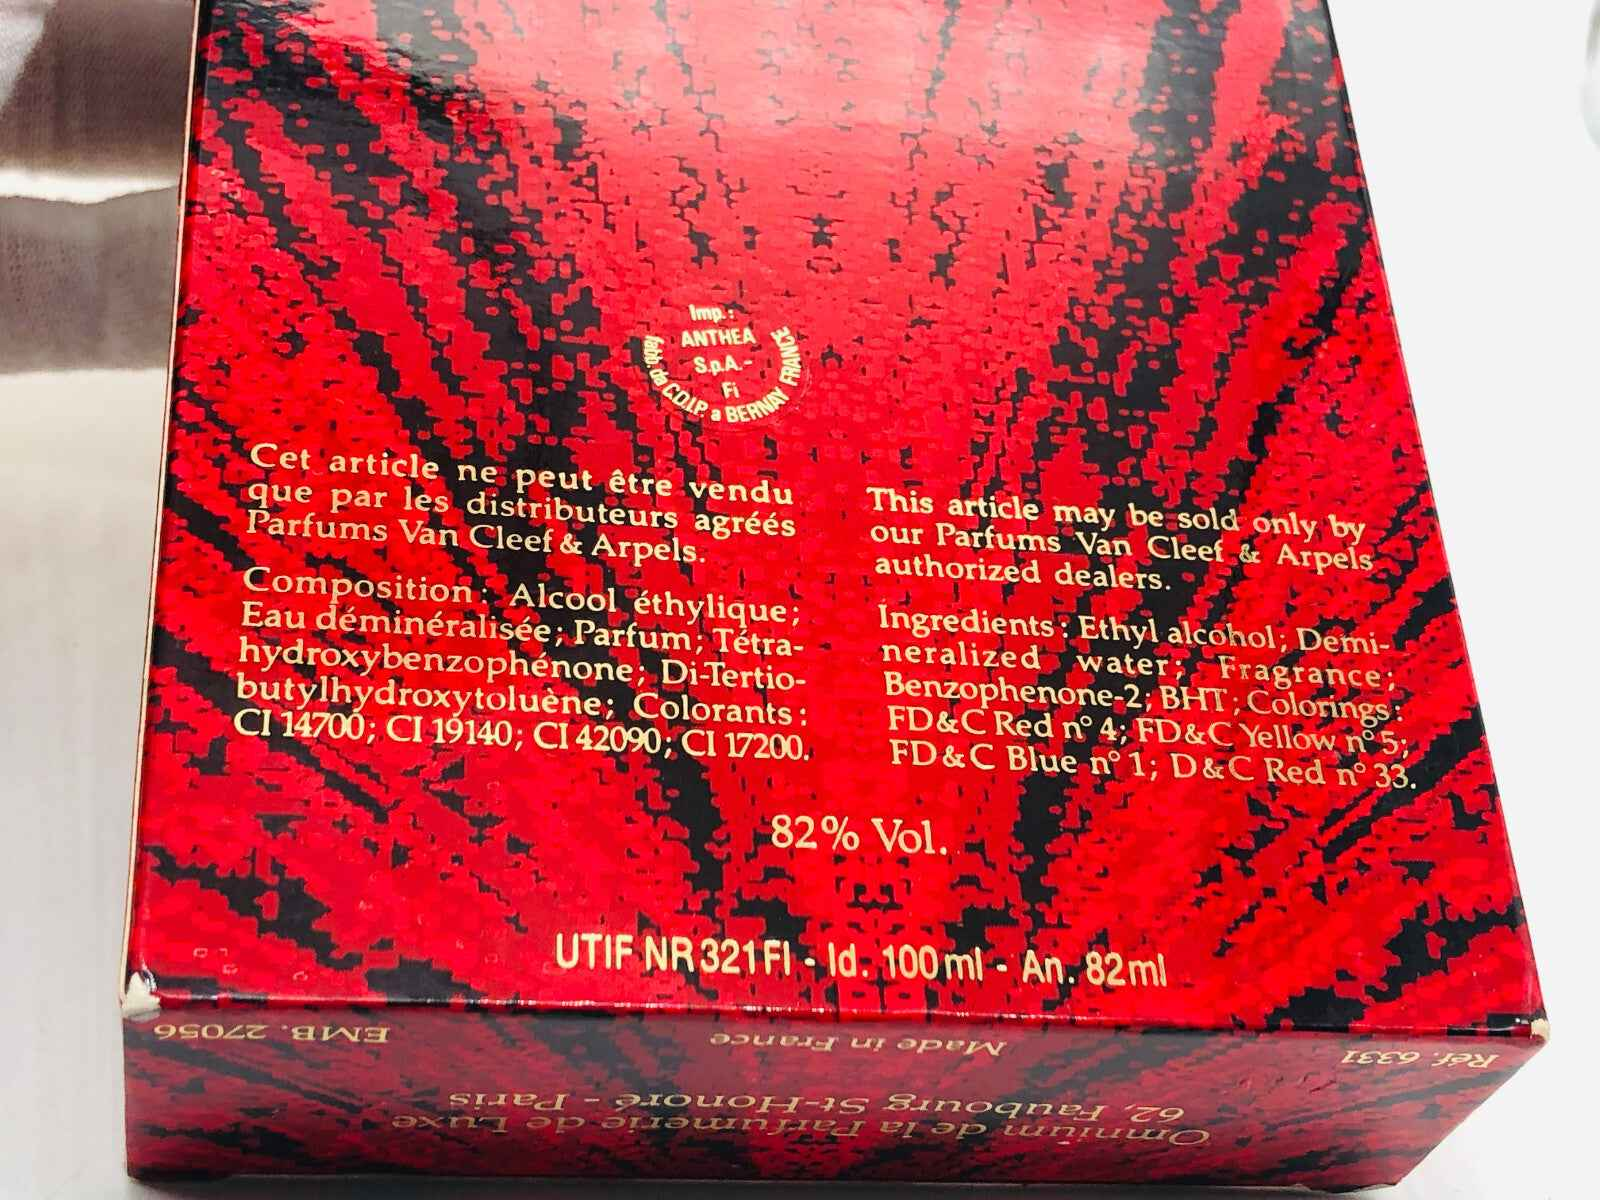 Imp.:
ANTHEA
S.p.A.-
Fi
fabb. da C.O.I.P. a BERNAY FRANCE
Cet article ne peut être vendu
que par les distributeurs agréés
Parfums Van Cleef & Arpels.
Composition: Alcool éthylique;
Eau déminéralisée; Parfum; Tétra-
hydroxybenzophénone; Di-Tertio-
butylhydroxytoluène; Colorants:
CI 14700; CI 19140; CI 42090; CI 17200.
This article may be sold only by
our Parfums Van Cleef & Arpels
authorized dealers.
Ingredients: Ethyl alcohol; Demi-
neralized water; Fragrance;
Benzophenone-2; BHT; Colorings:
FD&C Red n° 4; FD&C Yellow n° 5;
FD&C Blue n° 1; D&C Red n° 33.
82% Vol.
UTIF NR 321 FI - Id. 100 ml - An. 82 ml
Omnium de la Parfumerie de Luxe
62, Faubourg St-Honoré - Paris
Réf. 6331 Made in France EMB. 27056